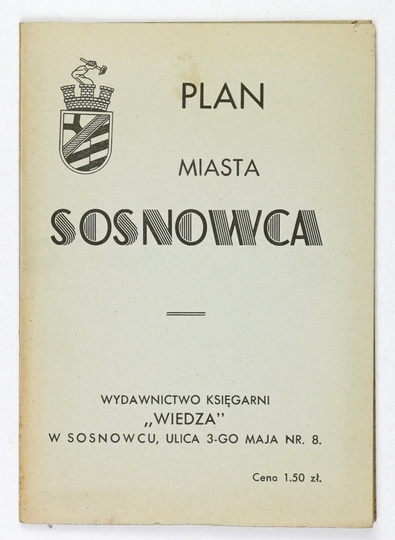 PLAN
MIASTA
SOSNOWCA
WYDAWNICTWO KSIĘGARNI
„WIEDZA”
W SOSNOWCU, ULICA 3-GO MAJA NR. 8.
Cena 1.50 zł.